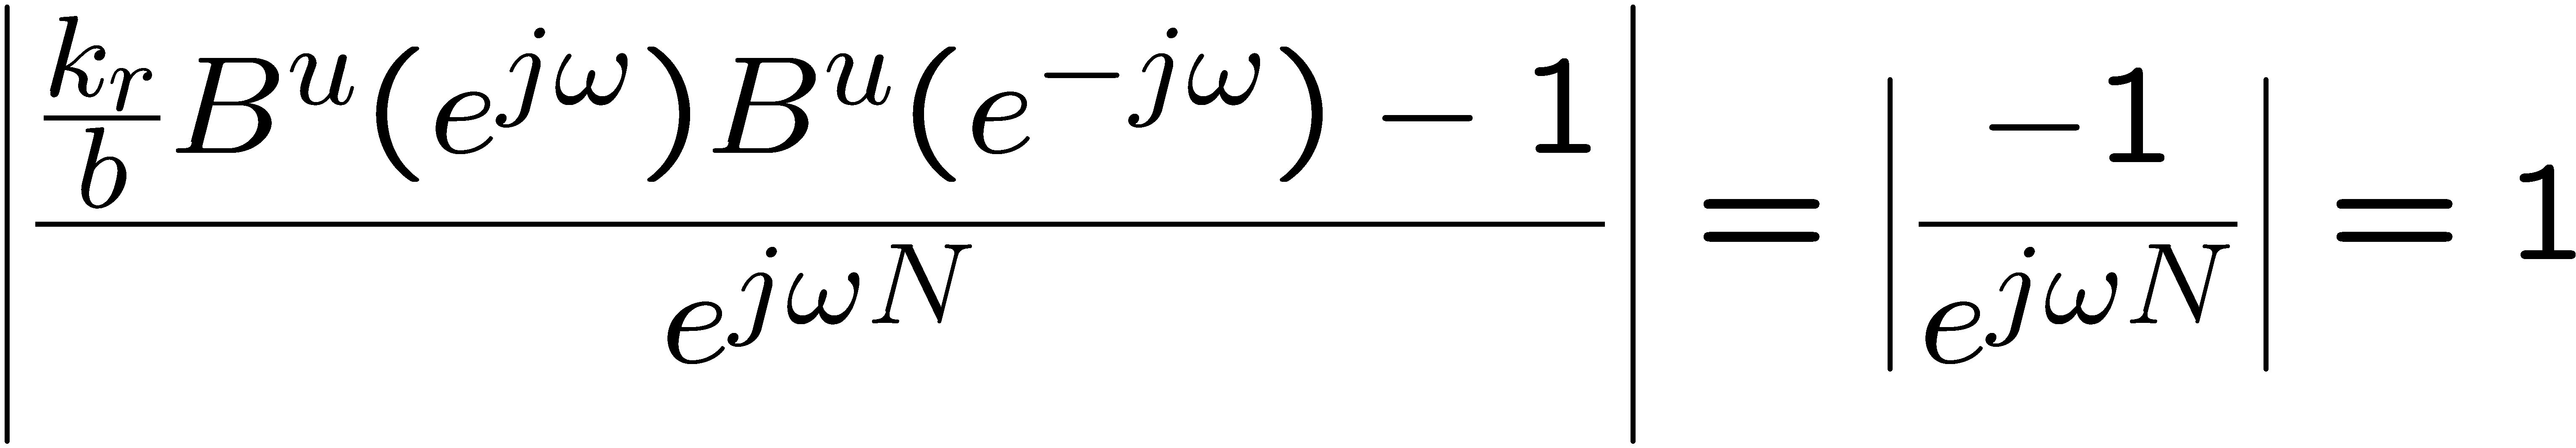 $$\left| \frac{\frac{k_r}{b} B^u(e^{j\omega}) B^u(e^{-j\omega}) - 1}{e^{j\omega N}} \right| = \left| \frac{-1}{e^{j\omega N}} \right| = 1$$